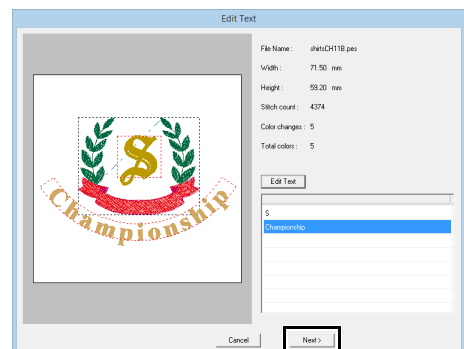 Edit Text
File Name : shirtsCH11B.pes
Width : 71.50 mm
Height : 59.20 mm
Stitch count : 4374
Color changes : 5
Total colors : 5
Edit Text
S
Championship
S
Championship
Cancel
Next >